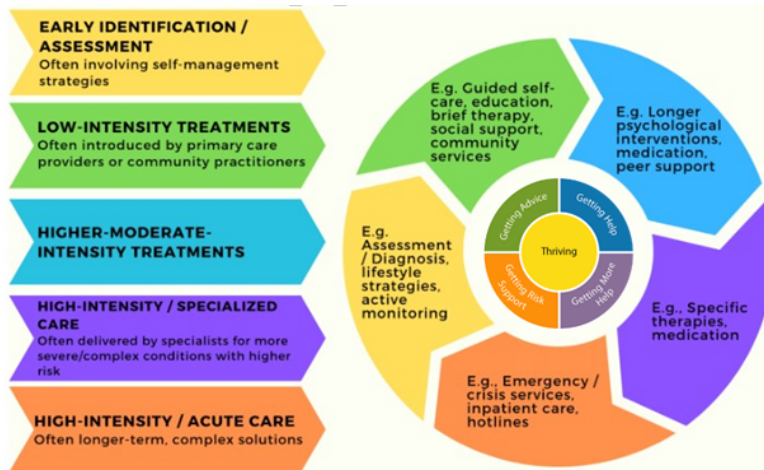 EARLY IDENTIFICATION /
ASSESSMENT
Often involving self-management
strategies
LOW-INTENSITY TREATMENTS
Often introduced by primary care
providers or community practitioners
HIGHER-MODERATE-
INTENSITY TREATMENTS
HIGH-INTENSITY / SPECIALIZED
CARE
Often delivered by specialists for more
severe/complex conditions with higher
risk
HIGH-INTENSITY / ACUTE CARE
Often longer-term, complex solutions
E.g. Guided self-
care, education,
brief therapy,
social support,
community
services
E.g. Longer
psychological
interventions,
medication,
peer support
E.g.
Assessment
/ Diagnosis,
lifestyle
strategies,
active
monitoring
Getting Advice
Getting Help
Thriving
Getting Risk
Support
Getting More
Help
E.g., Specific
therapies,
medication
E.g., Emergency /
crisis services,
inpatient care,
hotlines